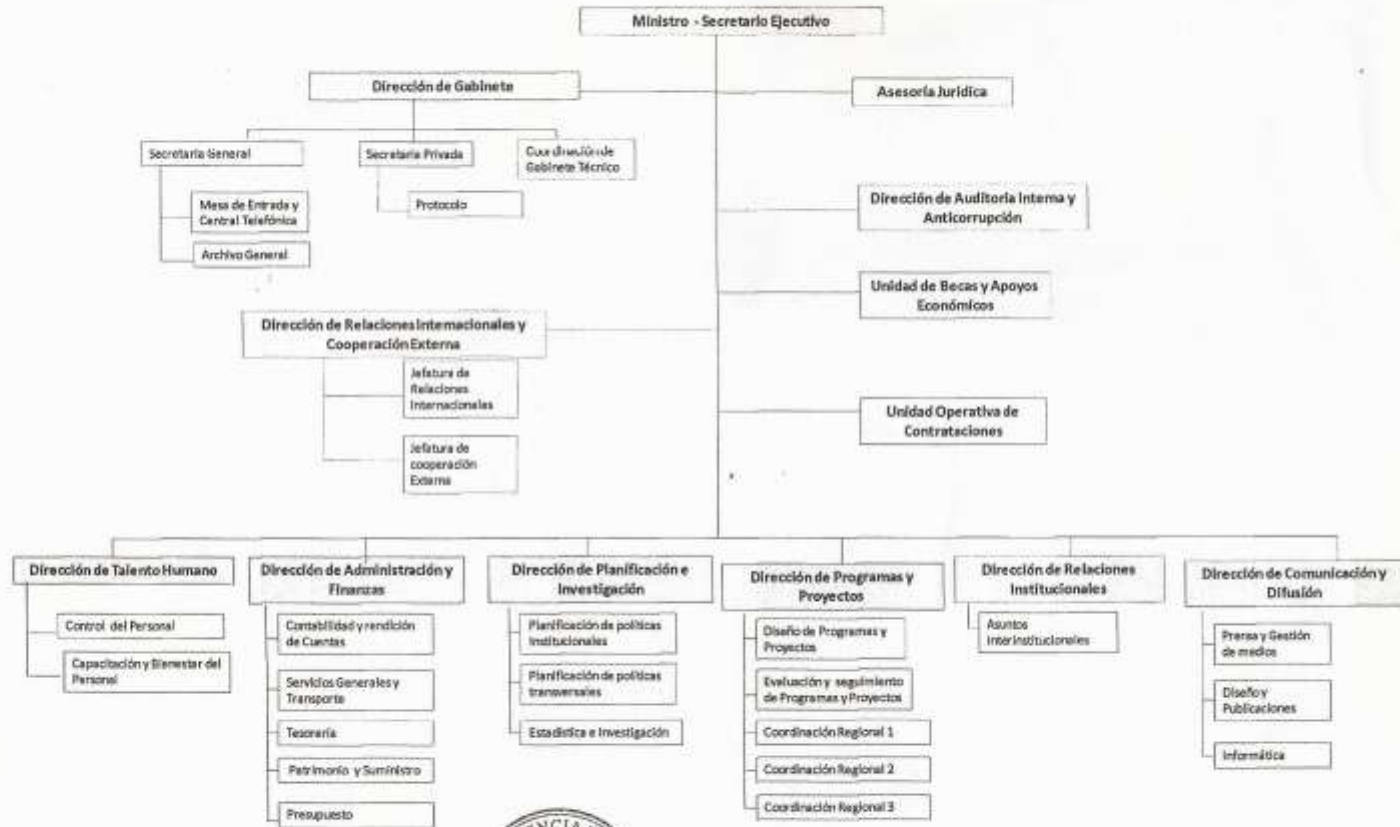 Ministro - Secretario Ejecutivo
Dirección de Gabinete
Asesoría Jurídica
Secretaria General
Secretaria Privada
Coordinación de
Gabinete Técnico
Mesa de Entrada y
Central Telefónica
Archivo General
Protocolo
Dirección de Auditoria Interna y
Anticorrupción
Unidad de Becas y Apoyos
Económicos
Dirección de Relaciones Internacionales y
Cooperación Externa
Jefatura de
Relaciones
Internacionales
Jefatura de
cooperación
Externa
Unidad Operativa de
Contrataciones
Dirección de Talento Humano
Control del Personal
Capacitación y Bienestar del
Personal
Dirección de Administración y
Finanzas
Contabilidad y rendición
de Cuentas
Servicios Generales y
Transporte
Tesorería
Patrimonio y Suministro
Presupuesto
Dirección de Planificación e
Investigación
Planificación de políticas
Institucionales
Planificación de políticas
transversales
Estadística e Investigación
Dirección de Programas y
Proyectos
Diseño de Programas y
Proyectos
Evaluación y seguimiento
de Programas y Proyectos
Coordinación Regional 1
Coordinación Regional 2
Coordinación Regional 3
Dirección de Relaciones
Institucionales
Asuntos
Interinstitucionales
Dirección de Comunicación y
Difusión
Prensa y Gestión
de medios
Diseño y
Publicaciones
Informática